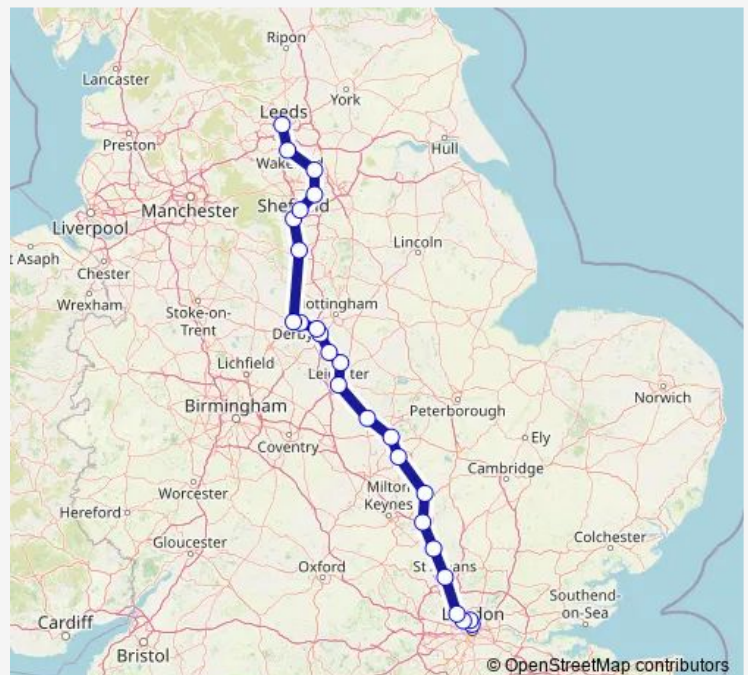 Ripon
Lancaster
York
Leeds
Preston
Hull
Manchester
Liverpool
t Asaph
Lincoln
Chester
Wrexham
Stoke-on-
Trent
ottingham
Lichfield
Birmingham
Peterborough
Norwich
Coventry
Ely
Cambridge
Worcester
Milton
Keynes
Hereford
Gloucester
Colchester
Oxford
Southend-
on-Sea
Cardiff
Bristol
© OpenStreetMap contributors